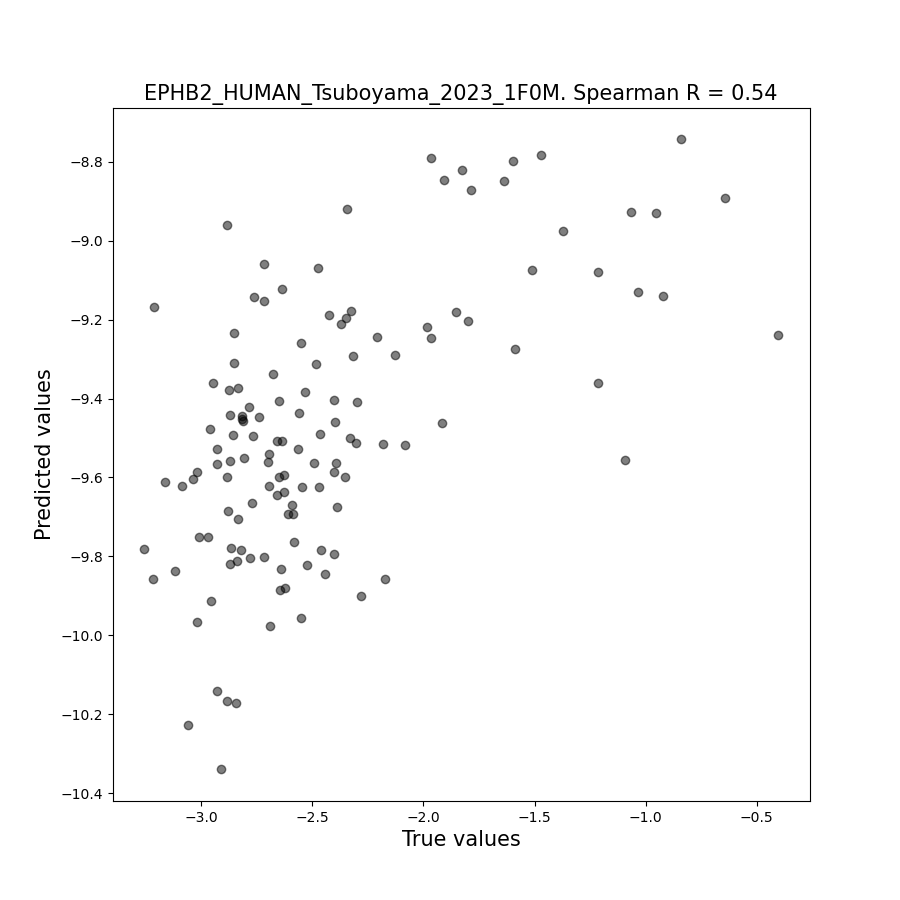 EPHB2_HUMAN_Tsuboyama_2023_1F0M. Spearman R = 0.54
−8.8
−9.0
−9.2
−9.4
−9.6
−9.8
−10.0
−10.2
−10.4
Predicted values
−3.0 −2.5 −2.0 −1.5 −1.0 −0.5
True values